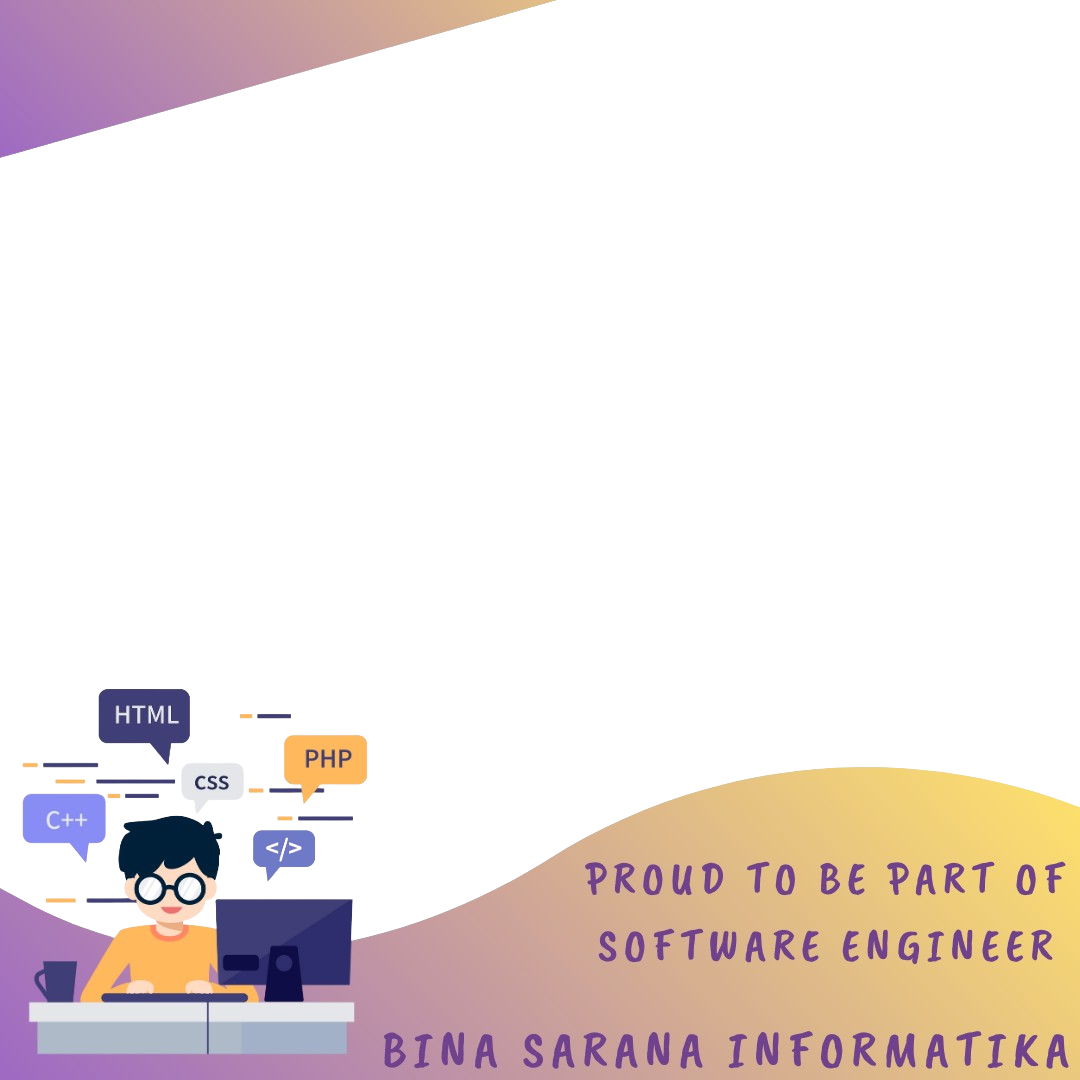 HTML
PHP
CSS
C++
</>
PROUD TO BE PART OF
SOFTWARE ENGINEER
BINA SARANA INFORMATIKA